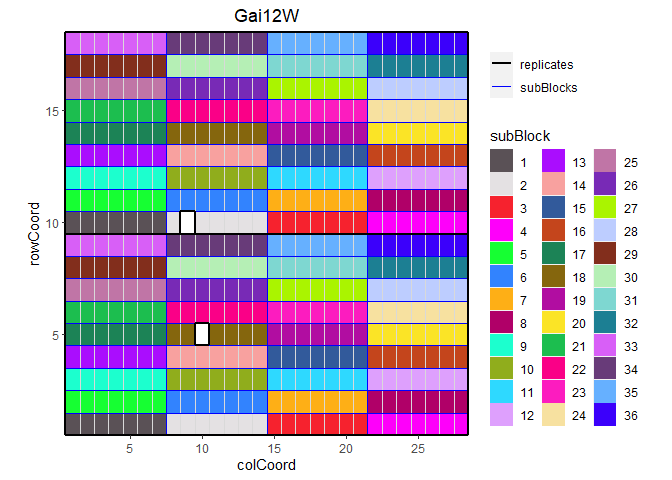 Gai12W
rowCoord
15
10
5
5 10 15 20 25
colCoord
replicates
subBlocks
subBlock
1 13 25
2 14 26
3 15 27
4 16 28
5 17 29
6 18 30
7 19 31
8 20 32
9 21 33
10 22 34
11 23 35
12 24 36